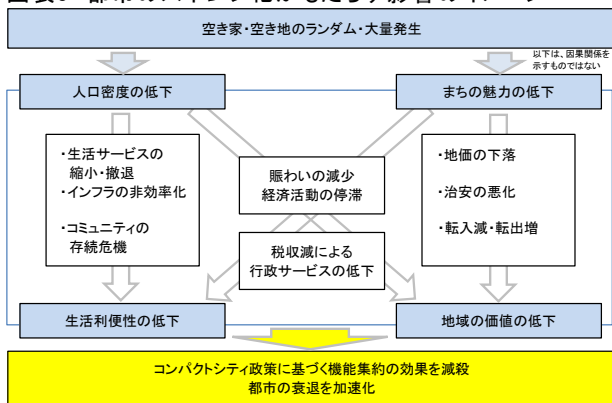 空き家・空き地のランダム・大量発生
以下は、因果関係を
示すものではない
人口密度の低下
まちの魅力の低下
・生活サービスの
縮小・撤退
・インフラの非効率化
・コミュニティの
存続危機
賑わいの減少
経済活動の停滞
税収減による
行政サービスの低下
・地価の下落
・治安の悪化
・転入減・転出増
生活利便性の低下
地域の価値の低下
コンパクトシティ政策に基づく機能集約の効果を減殺
都市の衰退を加速化